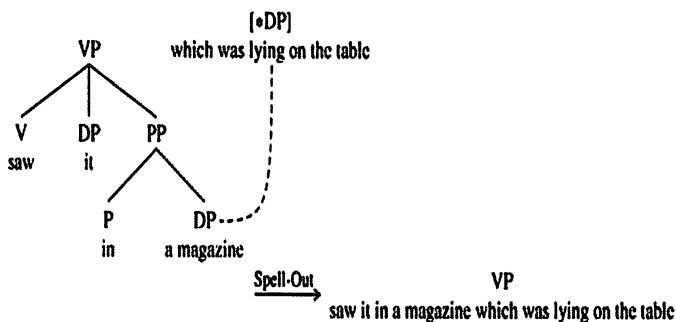 [*DP]
VP which was lying on the table
V DP PP
saw it
P DP
in a magazine
Spell-Out VP
saw it in a magazine which was lying on the table